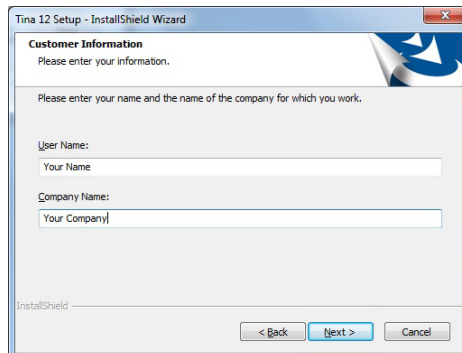 Tina 12 Setup - InstallShield Wizard
Customer Information
Please enter your information.
Please enter your name and the name of the company for which you work.
User Name:
Your Name
Company Name:
Your Company
InstallShield
< Back Next > Cancel